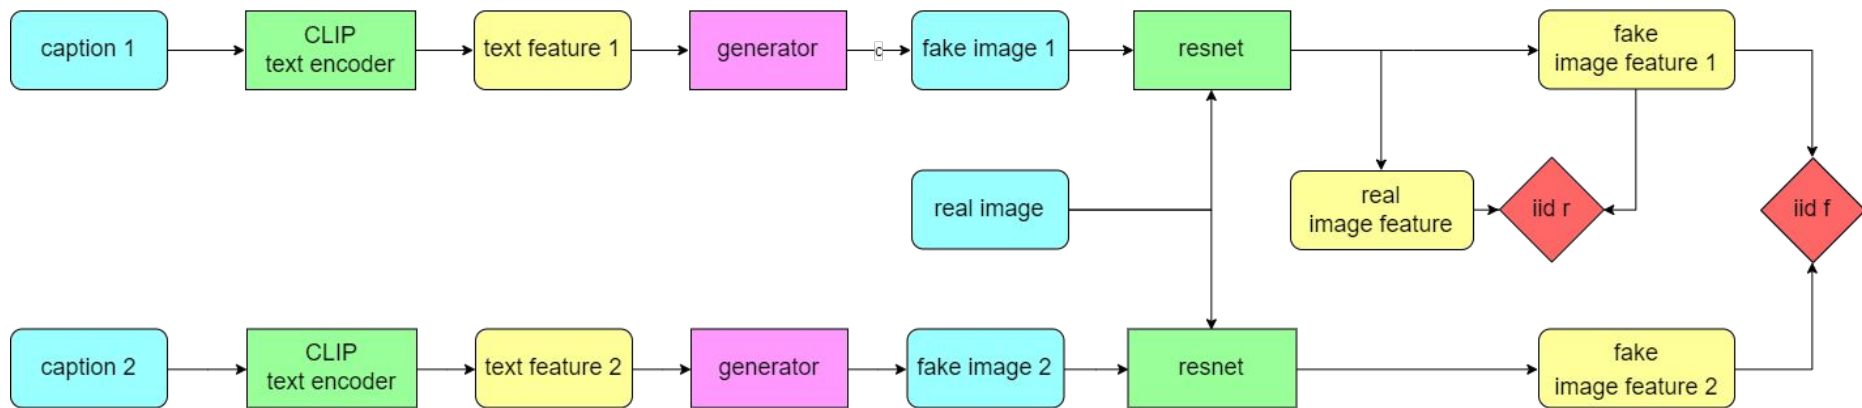 caption 1
CLIP
text encoder
text feature 1
generator
c
fake image 1
resnet
fake
image feature 1
real image
real
image feature
iid r
iid f
caption 2
CLIP
text encoder
text feature 2
generator
fake image 2
resnet
fake
image feature 2